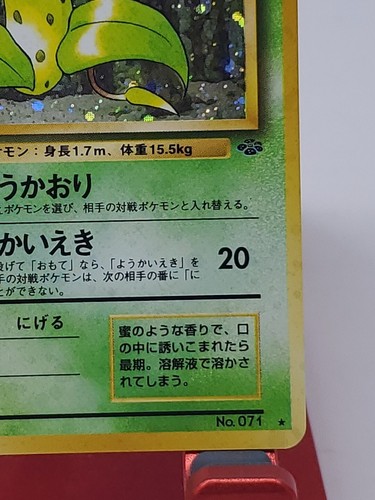 ケモン：身長1.7m、体重15.5kg
うかおり
ポケモンを選び、相手の対戦ポケモンと入れ替える。
かいえき
投げて「おもて」なら、「ようかいえき」を
手の対戦ポケモンは、次の相手の番に「に
とができない。
20
にげる
蜜のような香りで、口
の中に誘いこまれたら
最期。溶解液で溶かさ
れてしまう。
No. 071 ★